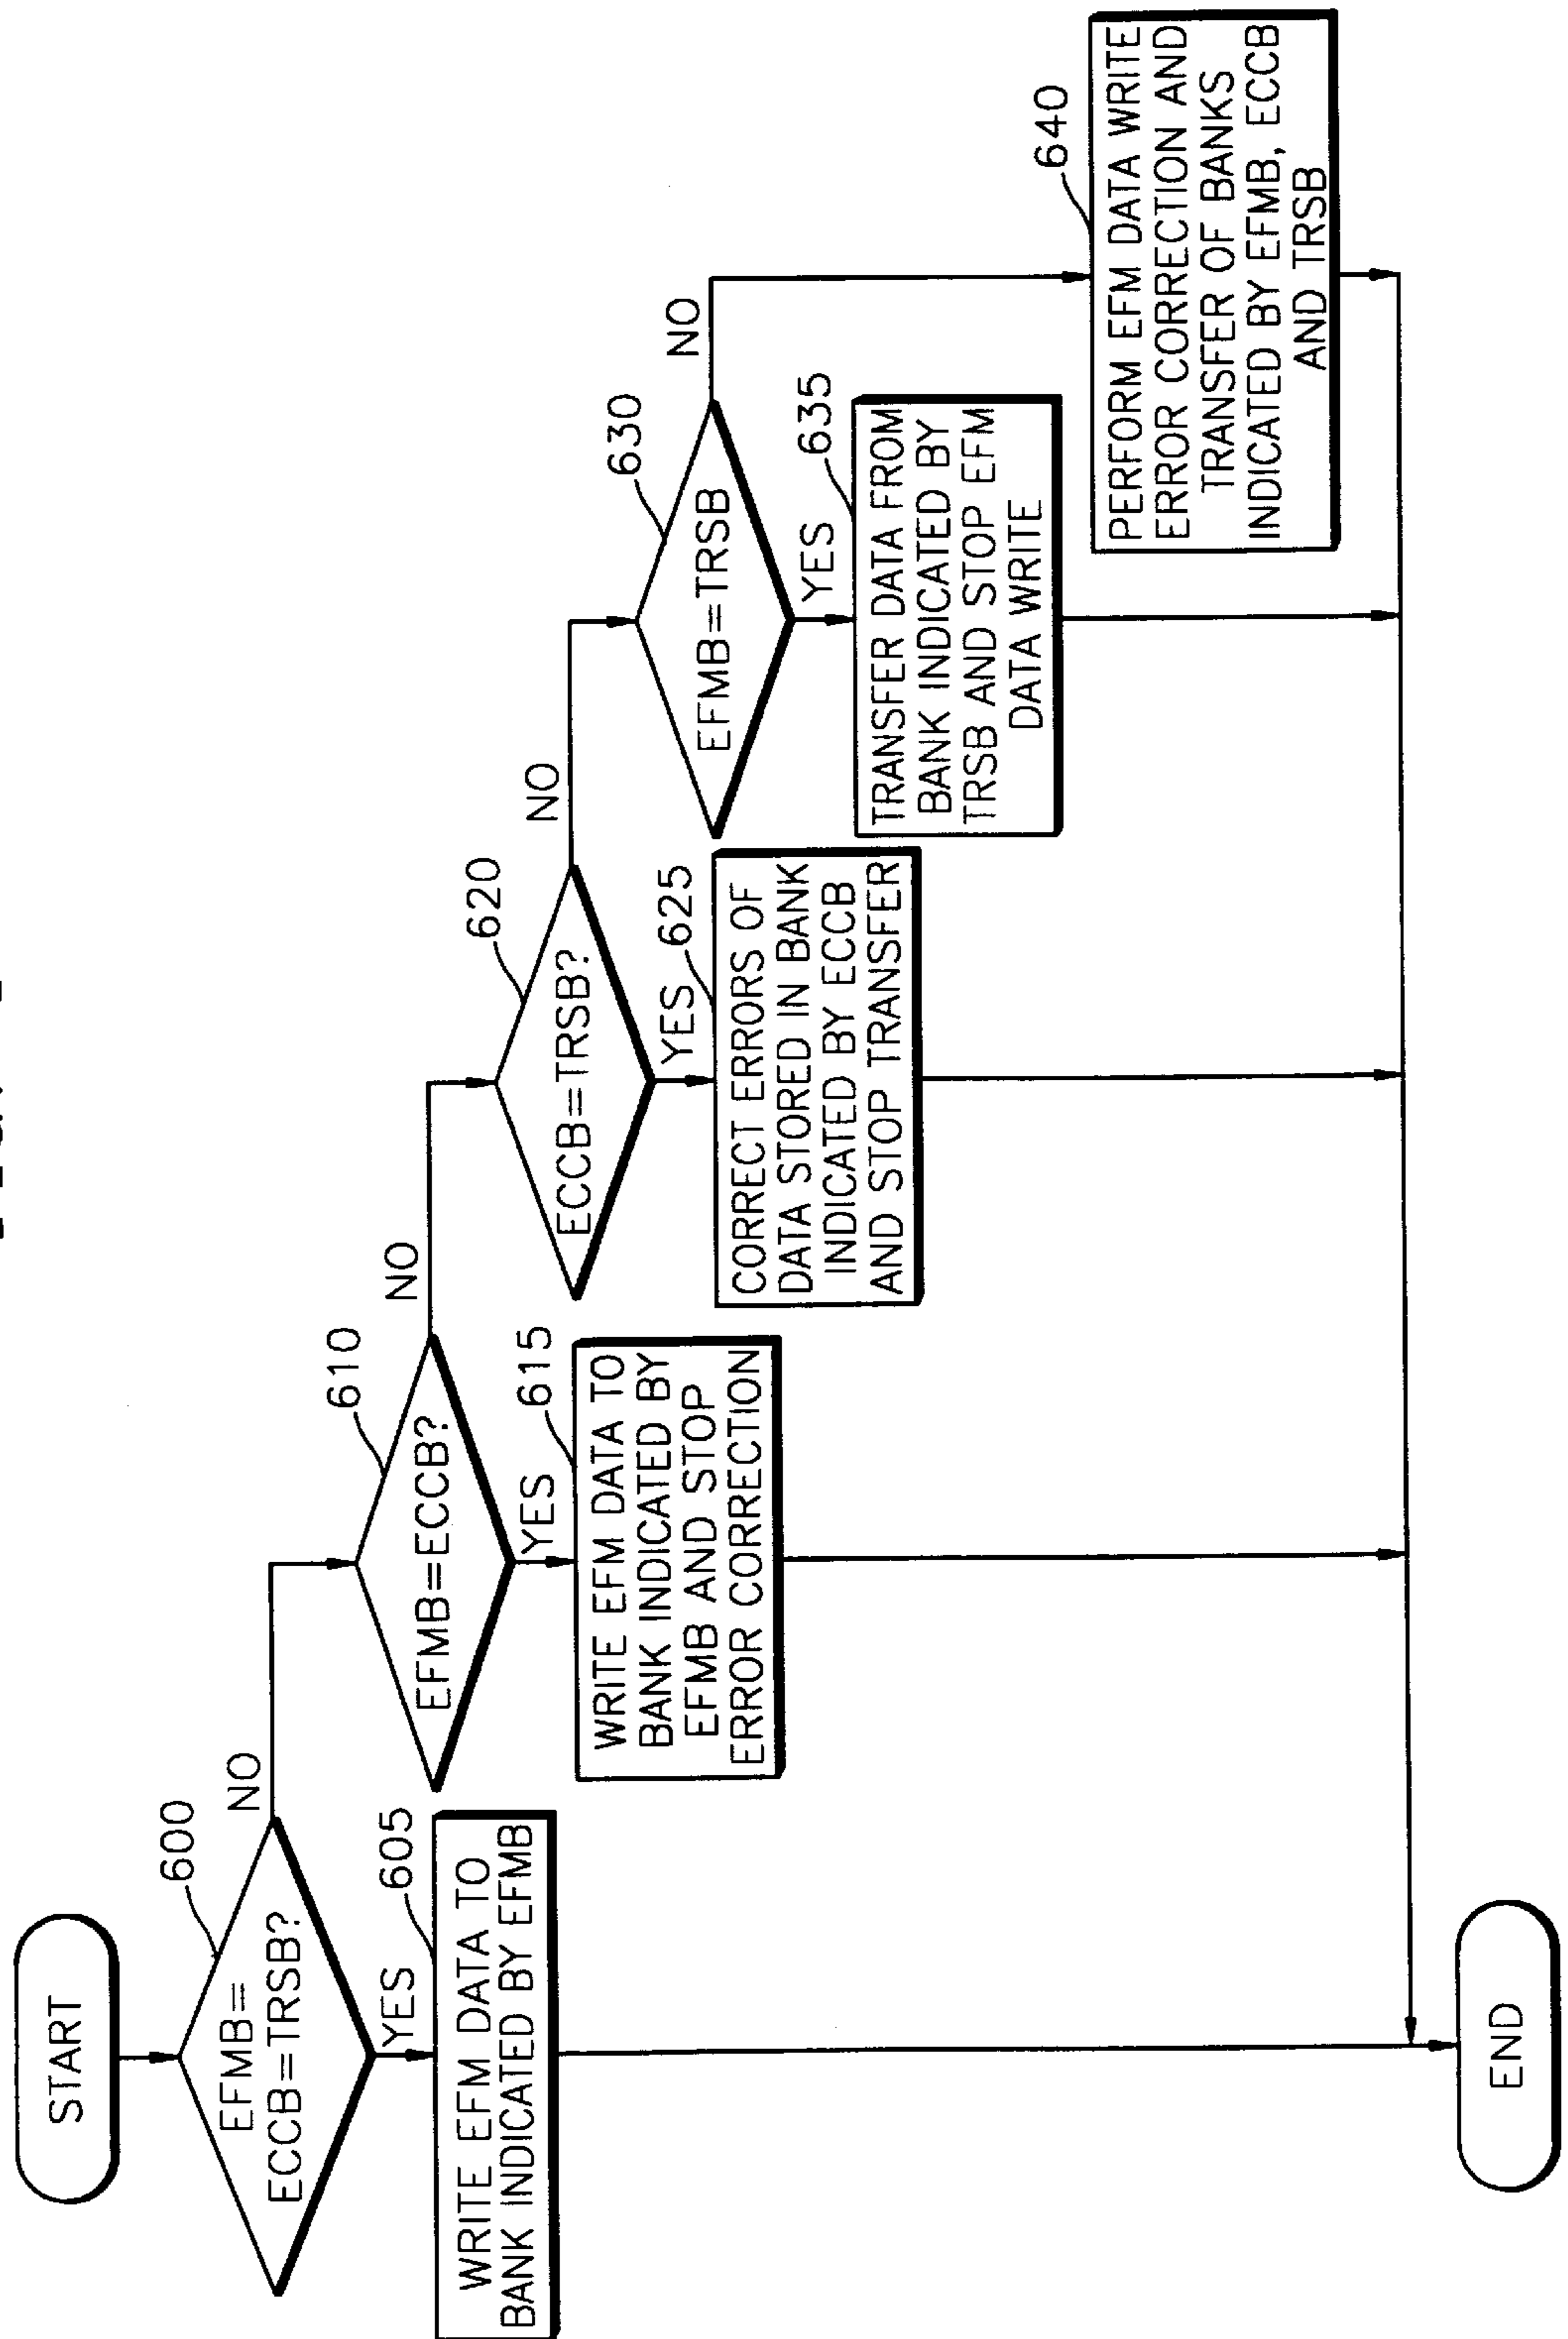 START
600
EFMB=
ECCB=TRSB?
NO
YES
605
WRITE EFM DATA TO
BANK INDICATED BY EFMB
610
EFMB=ECCB?
NO
YES
615
WRITE EFM DATA TO
BANK INDICATED BY
EFMB AND STOP
ERROR CORRECTION
620
ECCB=TRSB?
NO
YES
625
CORRECT ERRORS OF
DATA STORED IN BANK
INDICATED BY ECCB
AND STOP TRANSFER
630
EFMB=TRSB
NO
YES
635
TRANSFER DATA FROM
BANK INDICATED BY
TRSB AND STOP EFM
DATA WRITE
640
PERFORM EFM DATA WRITE
ERROR CORRECTION AND
TRANSFER OF BANKS
INDICATED BY EFMB, ECCB
AND TRSB
END